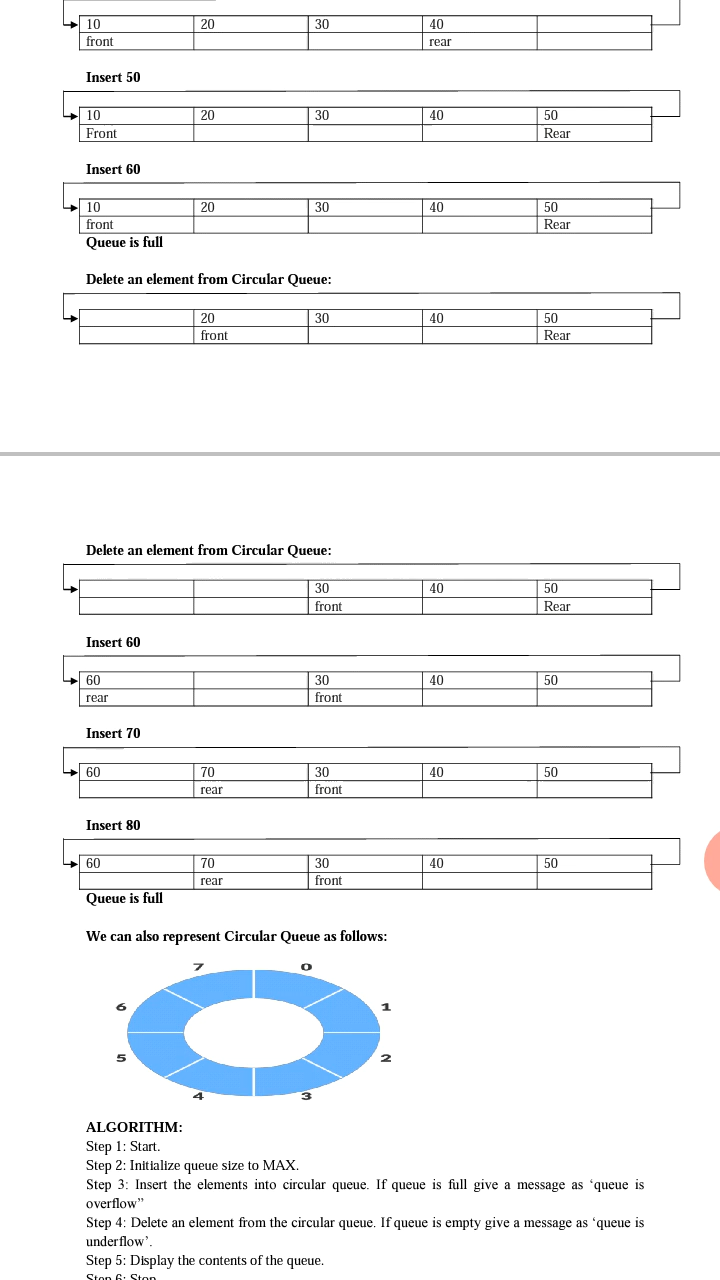 10 20 30 40
front rear
Insert 50
10 20 30 40 50
Front Rear
Insert 60
10 20 30 40 50
front Rear
Queue is full
Delete an element from Circular Queue:
20 30 40 50
front Rear
Delete an element from Circular Queue:
30 40 50
front Rear
Insert 60
60 30 40 50
rear front
Insert 70
60 70 30 40 50
rear front
Insert 80
60 70 30 40 50
rear front
Queue is full
We can also represent Circular Queue as follows:
7 0
6 1
5 2
4 3
ALGORITHM:
Step 1: Start.
Step 2: Initialize queue size to MAX.
Step 3: Insert the elements into circular queue. If queue is full give a message as ‘queue is
overflow”
Step 4: Delete an element from the circular queue. If queue is empty give a message as ‘queue is
underflow’.
Step 5: Display the contents of the queue.
Step 6: Stop